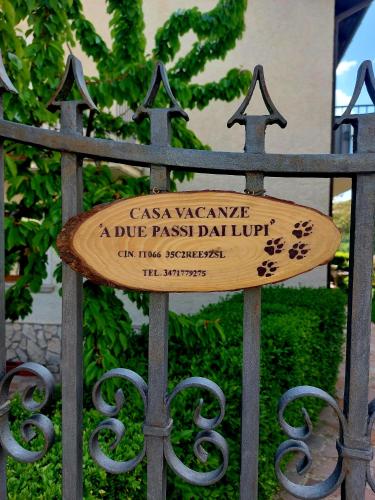 CASA VACANZE
"A DUE PASSI DAI LUPI"
CIN. IT066 35C2REE9ZSL
TEL. 3471779275